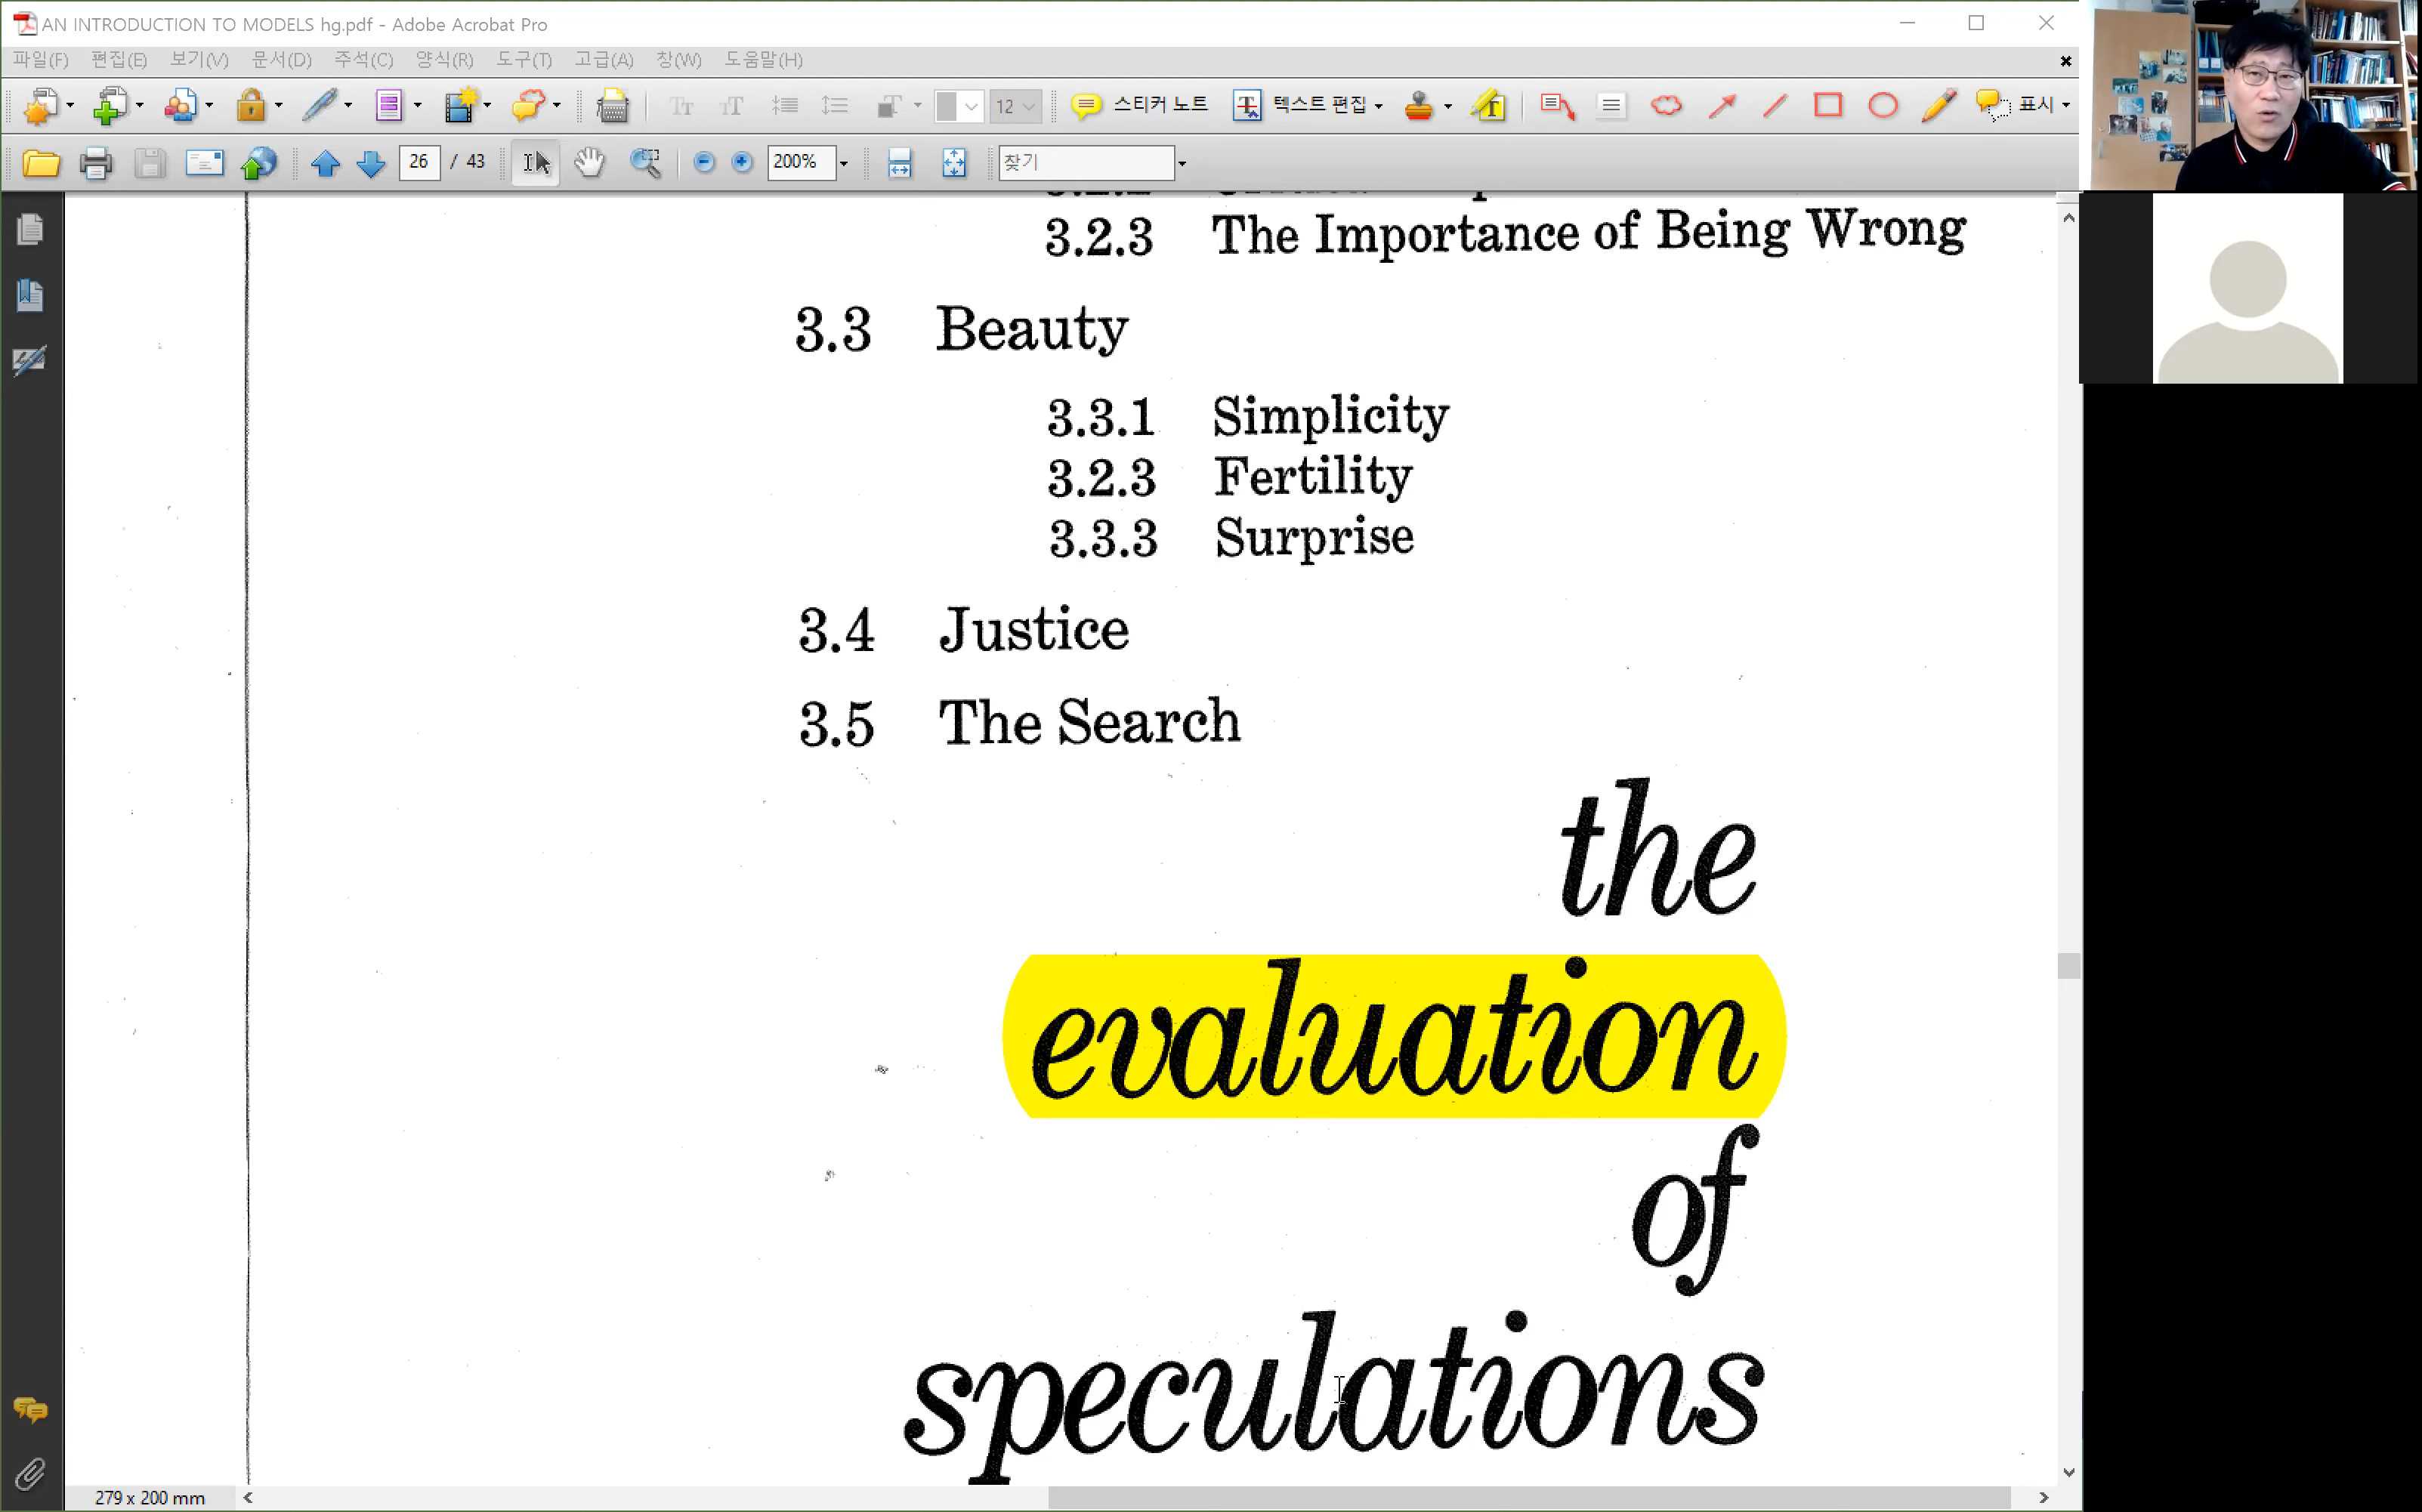 AN INTRODUCTION TO MODELS hg.pdf - Adobe Acrobat Pro
파일(F) 편집(E) 보기(V) 문서(D) 주석(C) 양식(R) 도구(T) 고급(A) 창(W) 도움말(H)
12 스티커 노트 텍스트 편집 표시
26 / 43 200% 찾기
3.2.3 The Importance of Being Wrong
3.3 Beauty
3.3.1 Simplicity
3.2.3 Fertility
3.3.3 Surprise
3.4 Justice
3.5 The Search
the
evaluation
of
speculations
279 x 200 mm